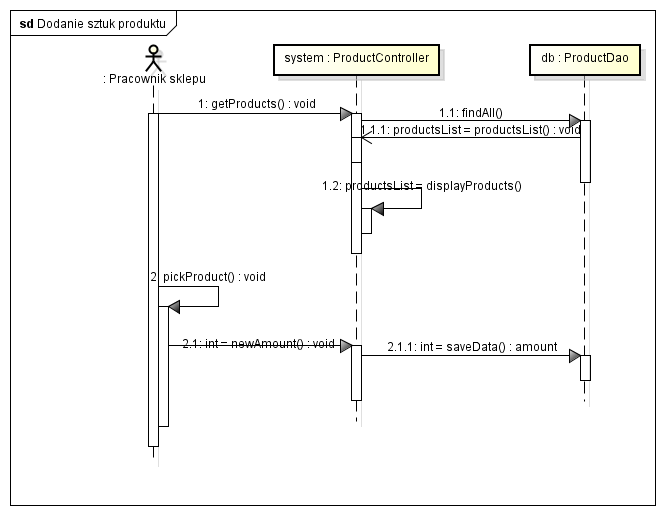 sd Dodanie sztuk produktu
: Pracownik sklepu
system : ProductController
db : ProductDao
1: getProducts() : void
1.1: findAll()
1.1.1: productsList = productsList() : void
1.2: productsList = displayProducts()
2: pickProduct() : void
2.1: int = newAmount() : void
2.1.1: int = saveData() : amount